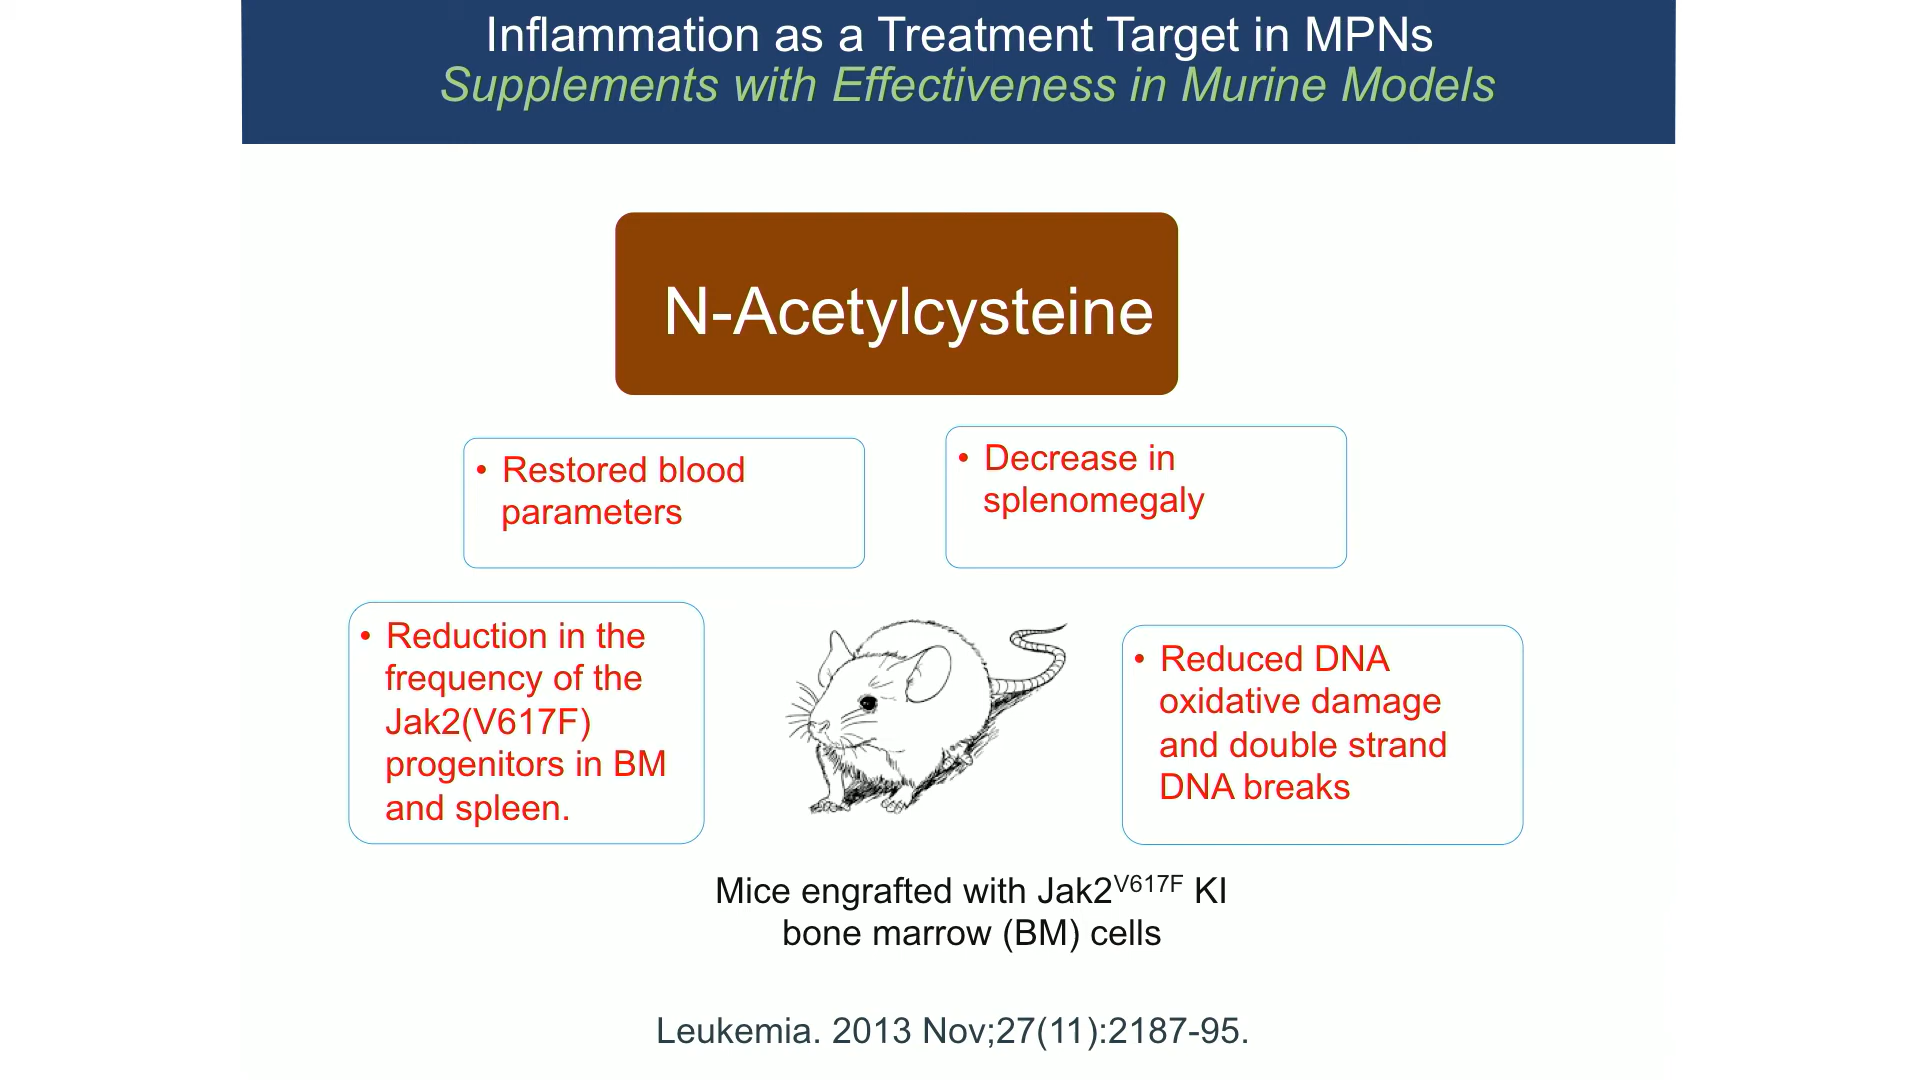 Inflammation as a Treatment Target in MPNs
Supplements with Effectiveness in Murine Models
N-Acetylcysteine
• Restored blood
parameters
• Decrease in
splenomegaly
• Reduction in the
frequency of the
Jak2(V617F)
progenitors in BM
and spleen.
• Reduced DNA
oxidative damage
and double strand
DNA breaks
Mice engrafted with Jak2V617F KI
bone marrow (BM) cells
Leukemia. 2013 Nov;27(11):2187-95.